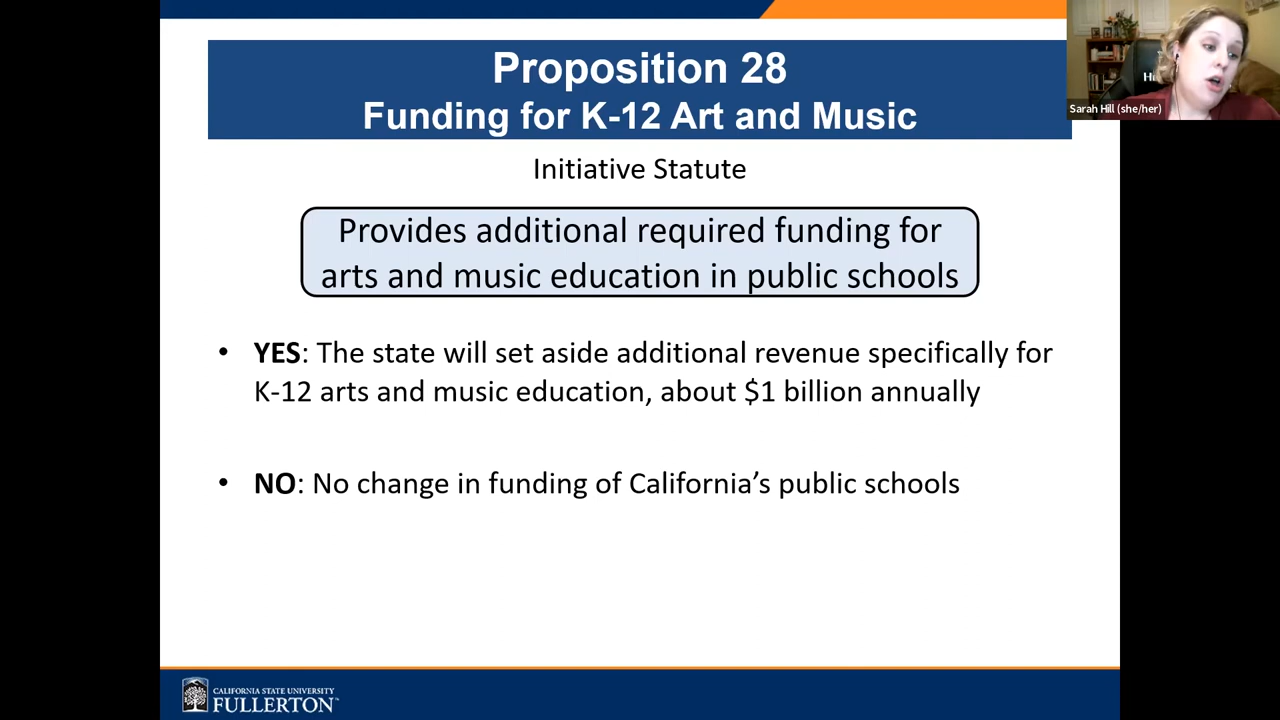 Proposition 28
Funding for K-12 Art and Music
Initiative Statute
Provides additional required funding for
arts and music education in public schools
• YES: The state will set aside additional revenue specifically for
K-12 arts and music education, about $1 billion annually
• NO: No change in funding of California’s public schools
CALIFORNIA STATE UNIVERSITY
FULLERTON™
Sarah Hill (she/her)